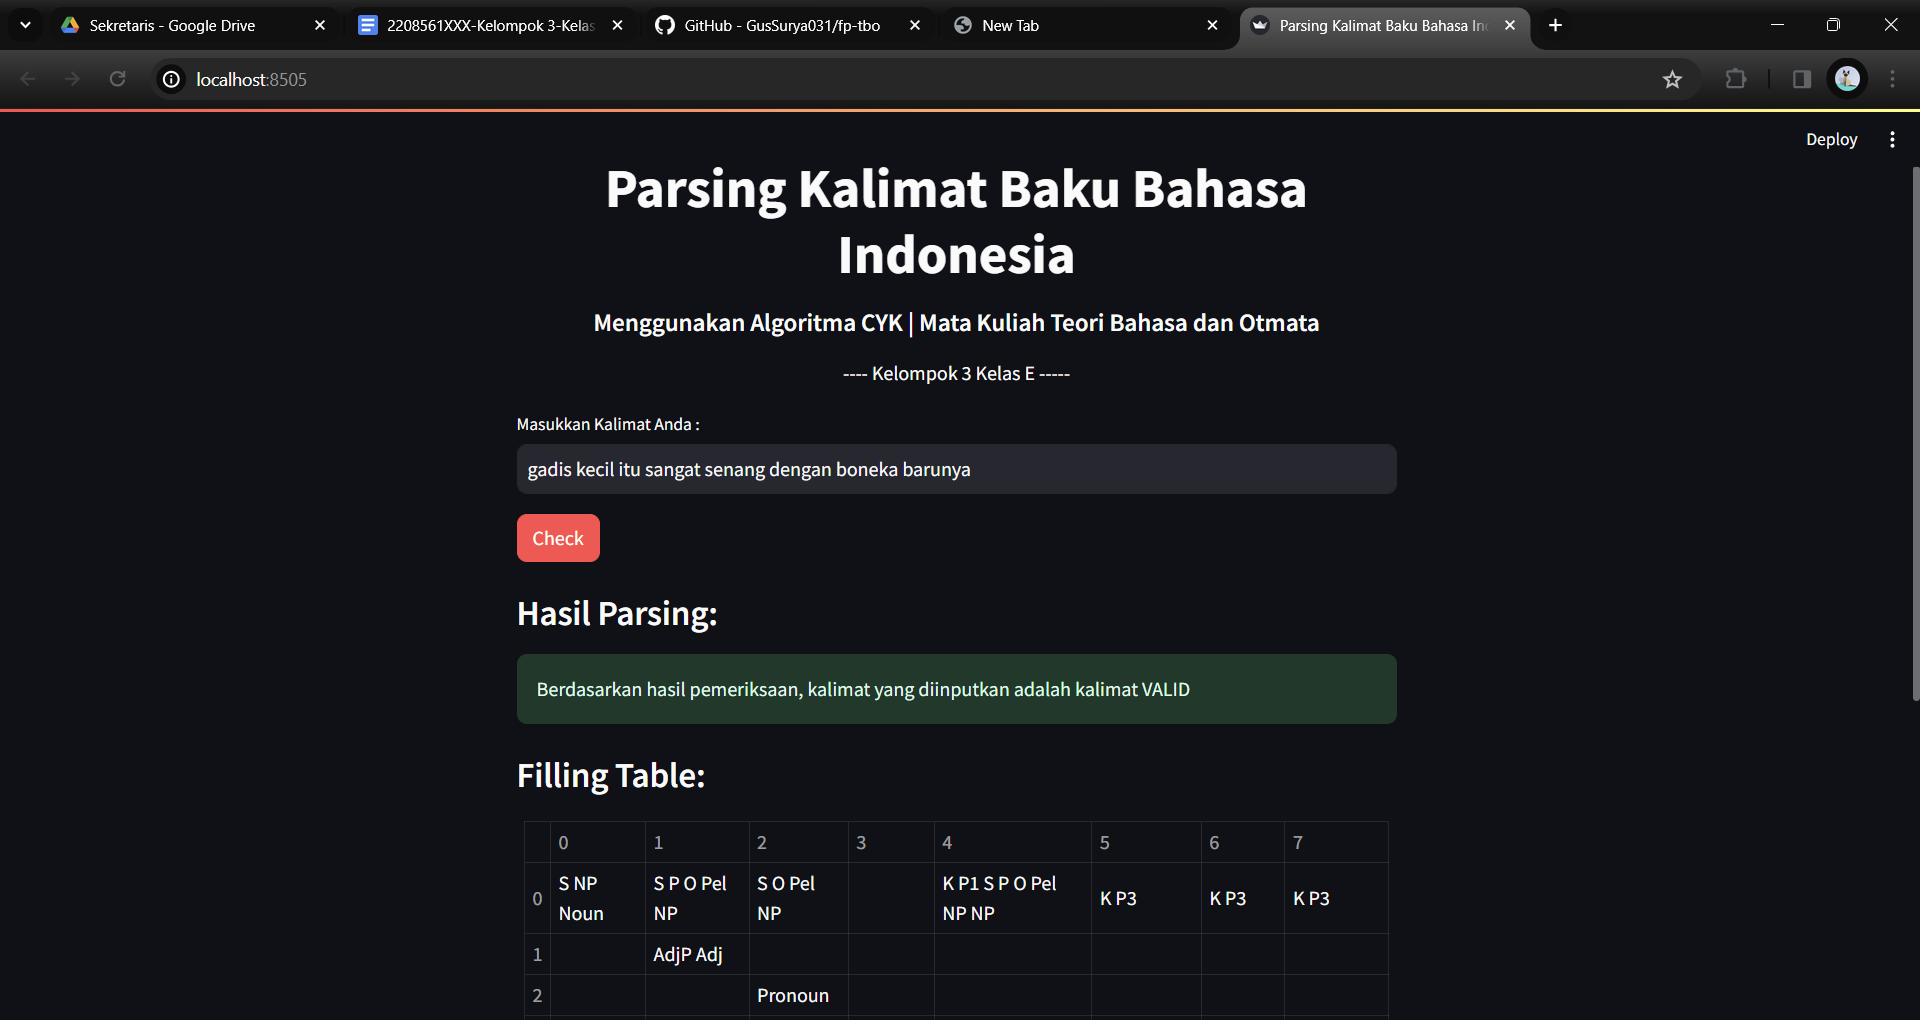 Sekretaris - Google Drive
2208561XXX-Kelompok 3-Kelas
GitHub - GusSurya031/fp-tbo
New Tab
Parsing Kalimat Baku Bahasa In
localhost:8505
Deploy
Parsing Kalimat Baku Bahasa
Indonesia
Menggunakan Algoritma CYK | Mata Kuliah Teori Bahasa dan Otmata
---- Kelompok 3 Kelas E -----
Masukkan Kalimat Anda :
gadis kecil itu sangat senang dengan boneka barunya
Check
Hasil Parsing:
Berdasarkan hasil pemeriksaan, kalimat yang diinputkan adalah kalimat VALID
Filling Table:
0 1 2 3 4 5 6 7
S NP S P O Pel S O Pel K P1 S P O Pel
0 K P3 K P3 K P3
Noun NP NP NP NP
1 AdjP Adj
2 Pronoun